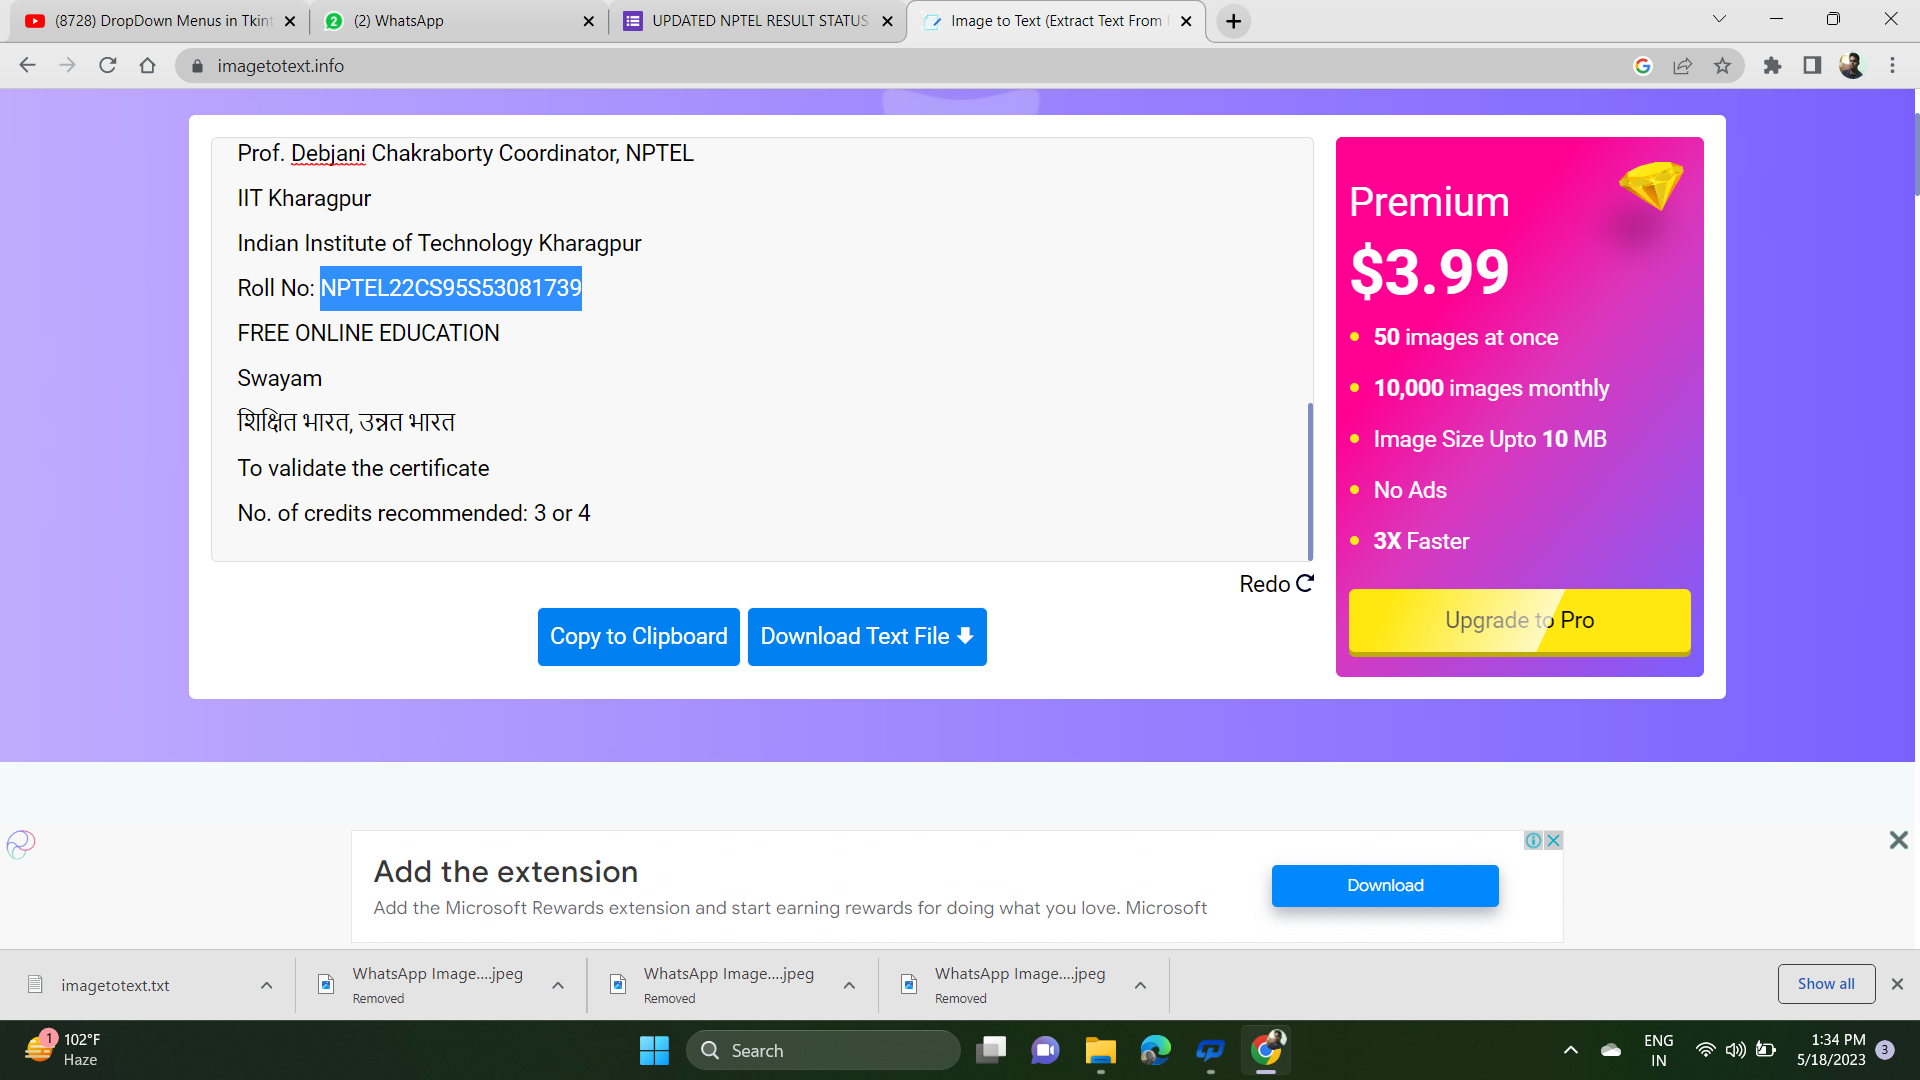 (8728) DropDown Menus in Tkint
(2) WhatsApp
UPDATED NPTEL RESULT STATUS
Image to Text (Extract Text From
imagetotext.info
Prof. Debjani Chakraborty Coordinator, NPTEL
IIT Kharagpur
Indian Institute of Technology Kharagpur
Roll No: NPTEL22CS95S53081739
FREE ONLINE EDUCATION
Swayam
शिक्षित भारत, उन्नत भारत
To validate the certificate
No. of credits recommended: 3 or 4
Redo
Copy to Clipboard
Download Text File
Premium
$3.99
50 images at once
10,000 images monthly
Image Size Upto 10 MB
No Ads
3X Faster
Upgrade to Pro
Add the extension
Add the Microsoft Rewards extension and start earning rewards for doing what you love. Microsoft
Download
imagetotext.txt
WhatsApp Image....jpeg
Removed
WhatsApp Image....jpeg
Removed
WhatsApp Image....jpeg
Removed
Show all
1
102°F
Haze
Search
ENG
IN
1:34 PM
5/18/2023
3